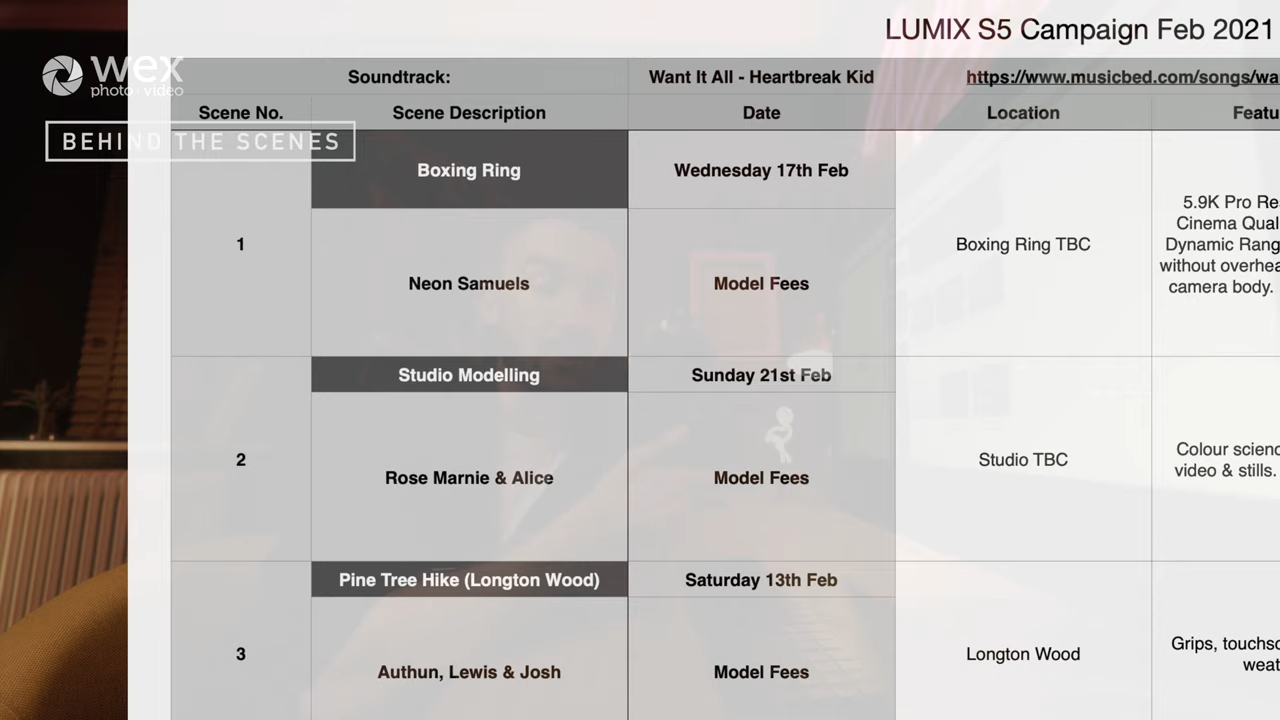 LUMIX S5 Campaign Feb 2021
wex
photo video
BEHIND THE SCENES
Soundtrack:
Want It All - Heartbreak Kid
https://www.musicbed.com/songs/wa
Scene No.
Scene Description
Date
Location
Featu
1
Boxing Ring
Wednesday 17th Feb
Neon Samuels
Model Fees
Boxing Ring TBC
5.9K Pro Re
Cinema Qual
Dynamic Rang
without overhea
camera body.
2
Studio Modelling
Sunday 21st Feb
Rose Marnie & Alice
Model Fees
Studio TBC
Colour scienc
video & stills.
3
Pine Tree Hike (Longton Wood)
Saturday 13th Feb
Authun, Lewis & Josh
Model Fees
Longton Wood
Grips, touchsc
weat